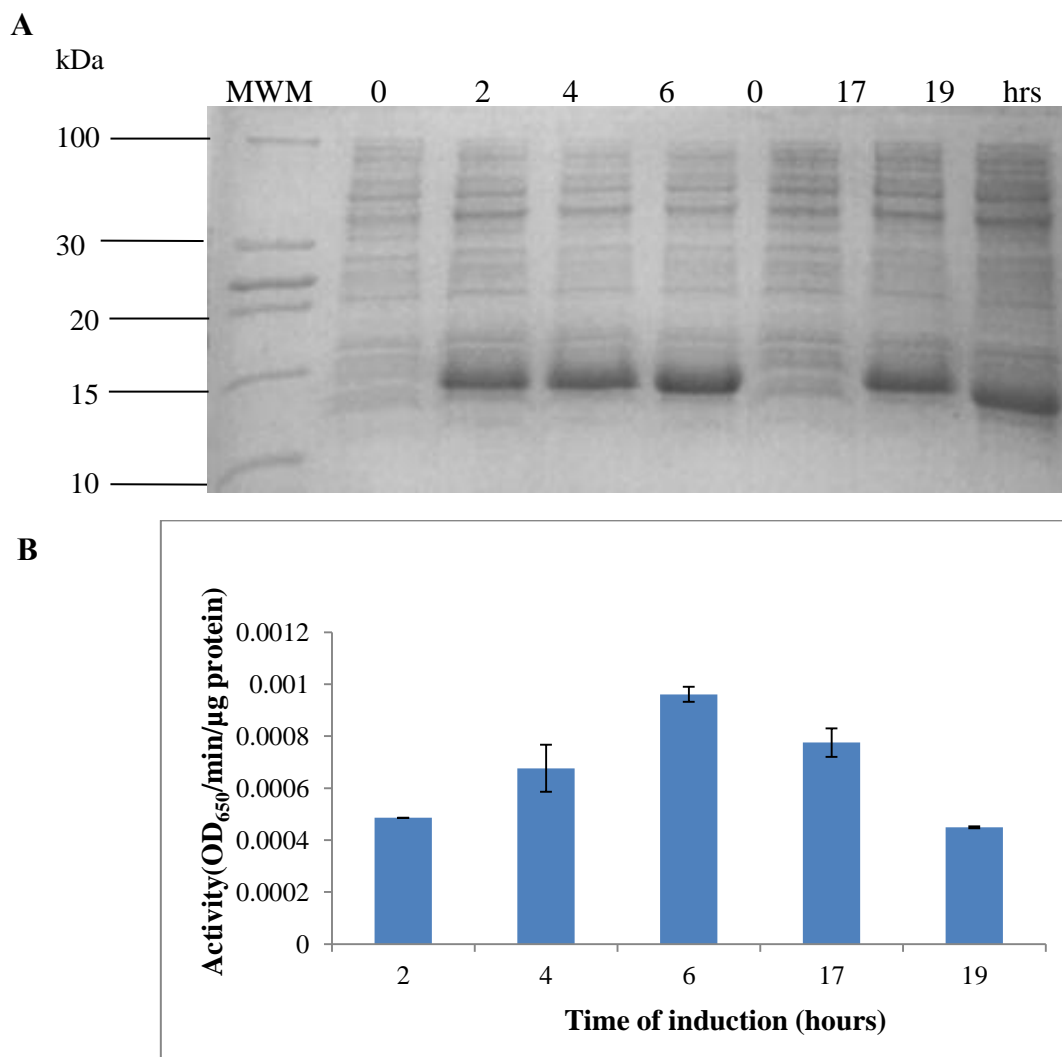 A
kDa
MWM 0 2 4 6 0 17 19 hrs
100
30
20
15
10
B
Activity(OD650/min/µg protein)
0.0012
0.001
0.0008
0.0006
0.0004
0.0002
0
2 4 6 17 19
Time of induction (hours)